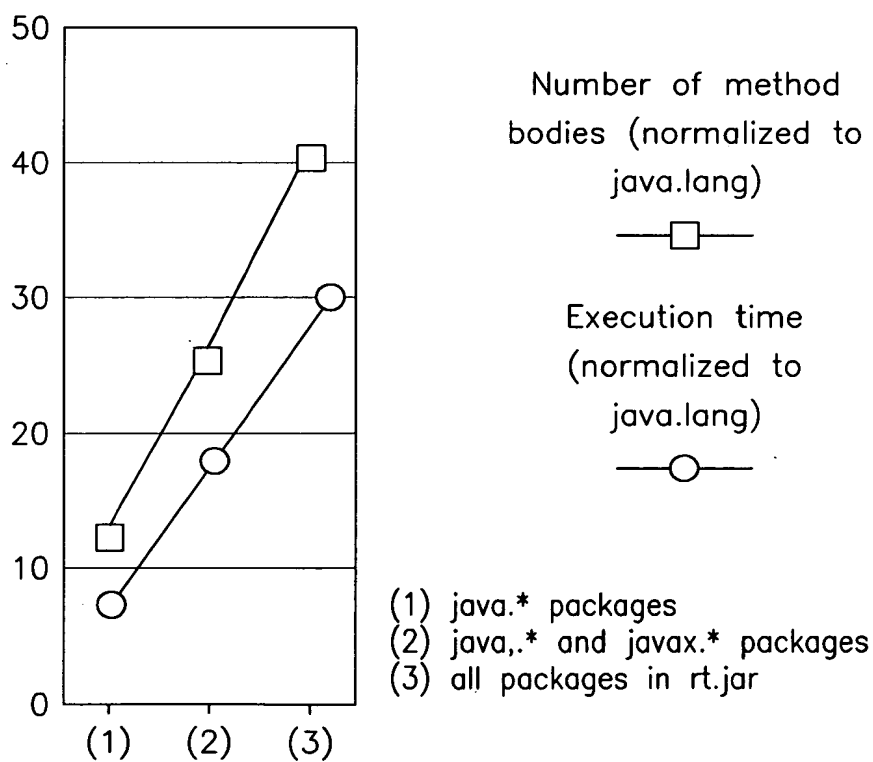 50
40
30
20
10
0
(1) (2) (3)
Number of method
bodies (normalized to
java.lang)
Execution time
(normalized to
java.lang)
(1) java.* packages
(2) java,.* and javax.* packages
(3) all packages in rt.jar